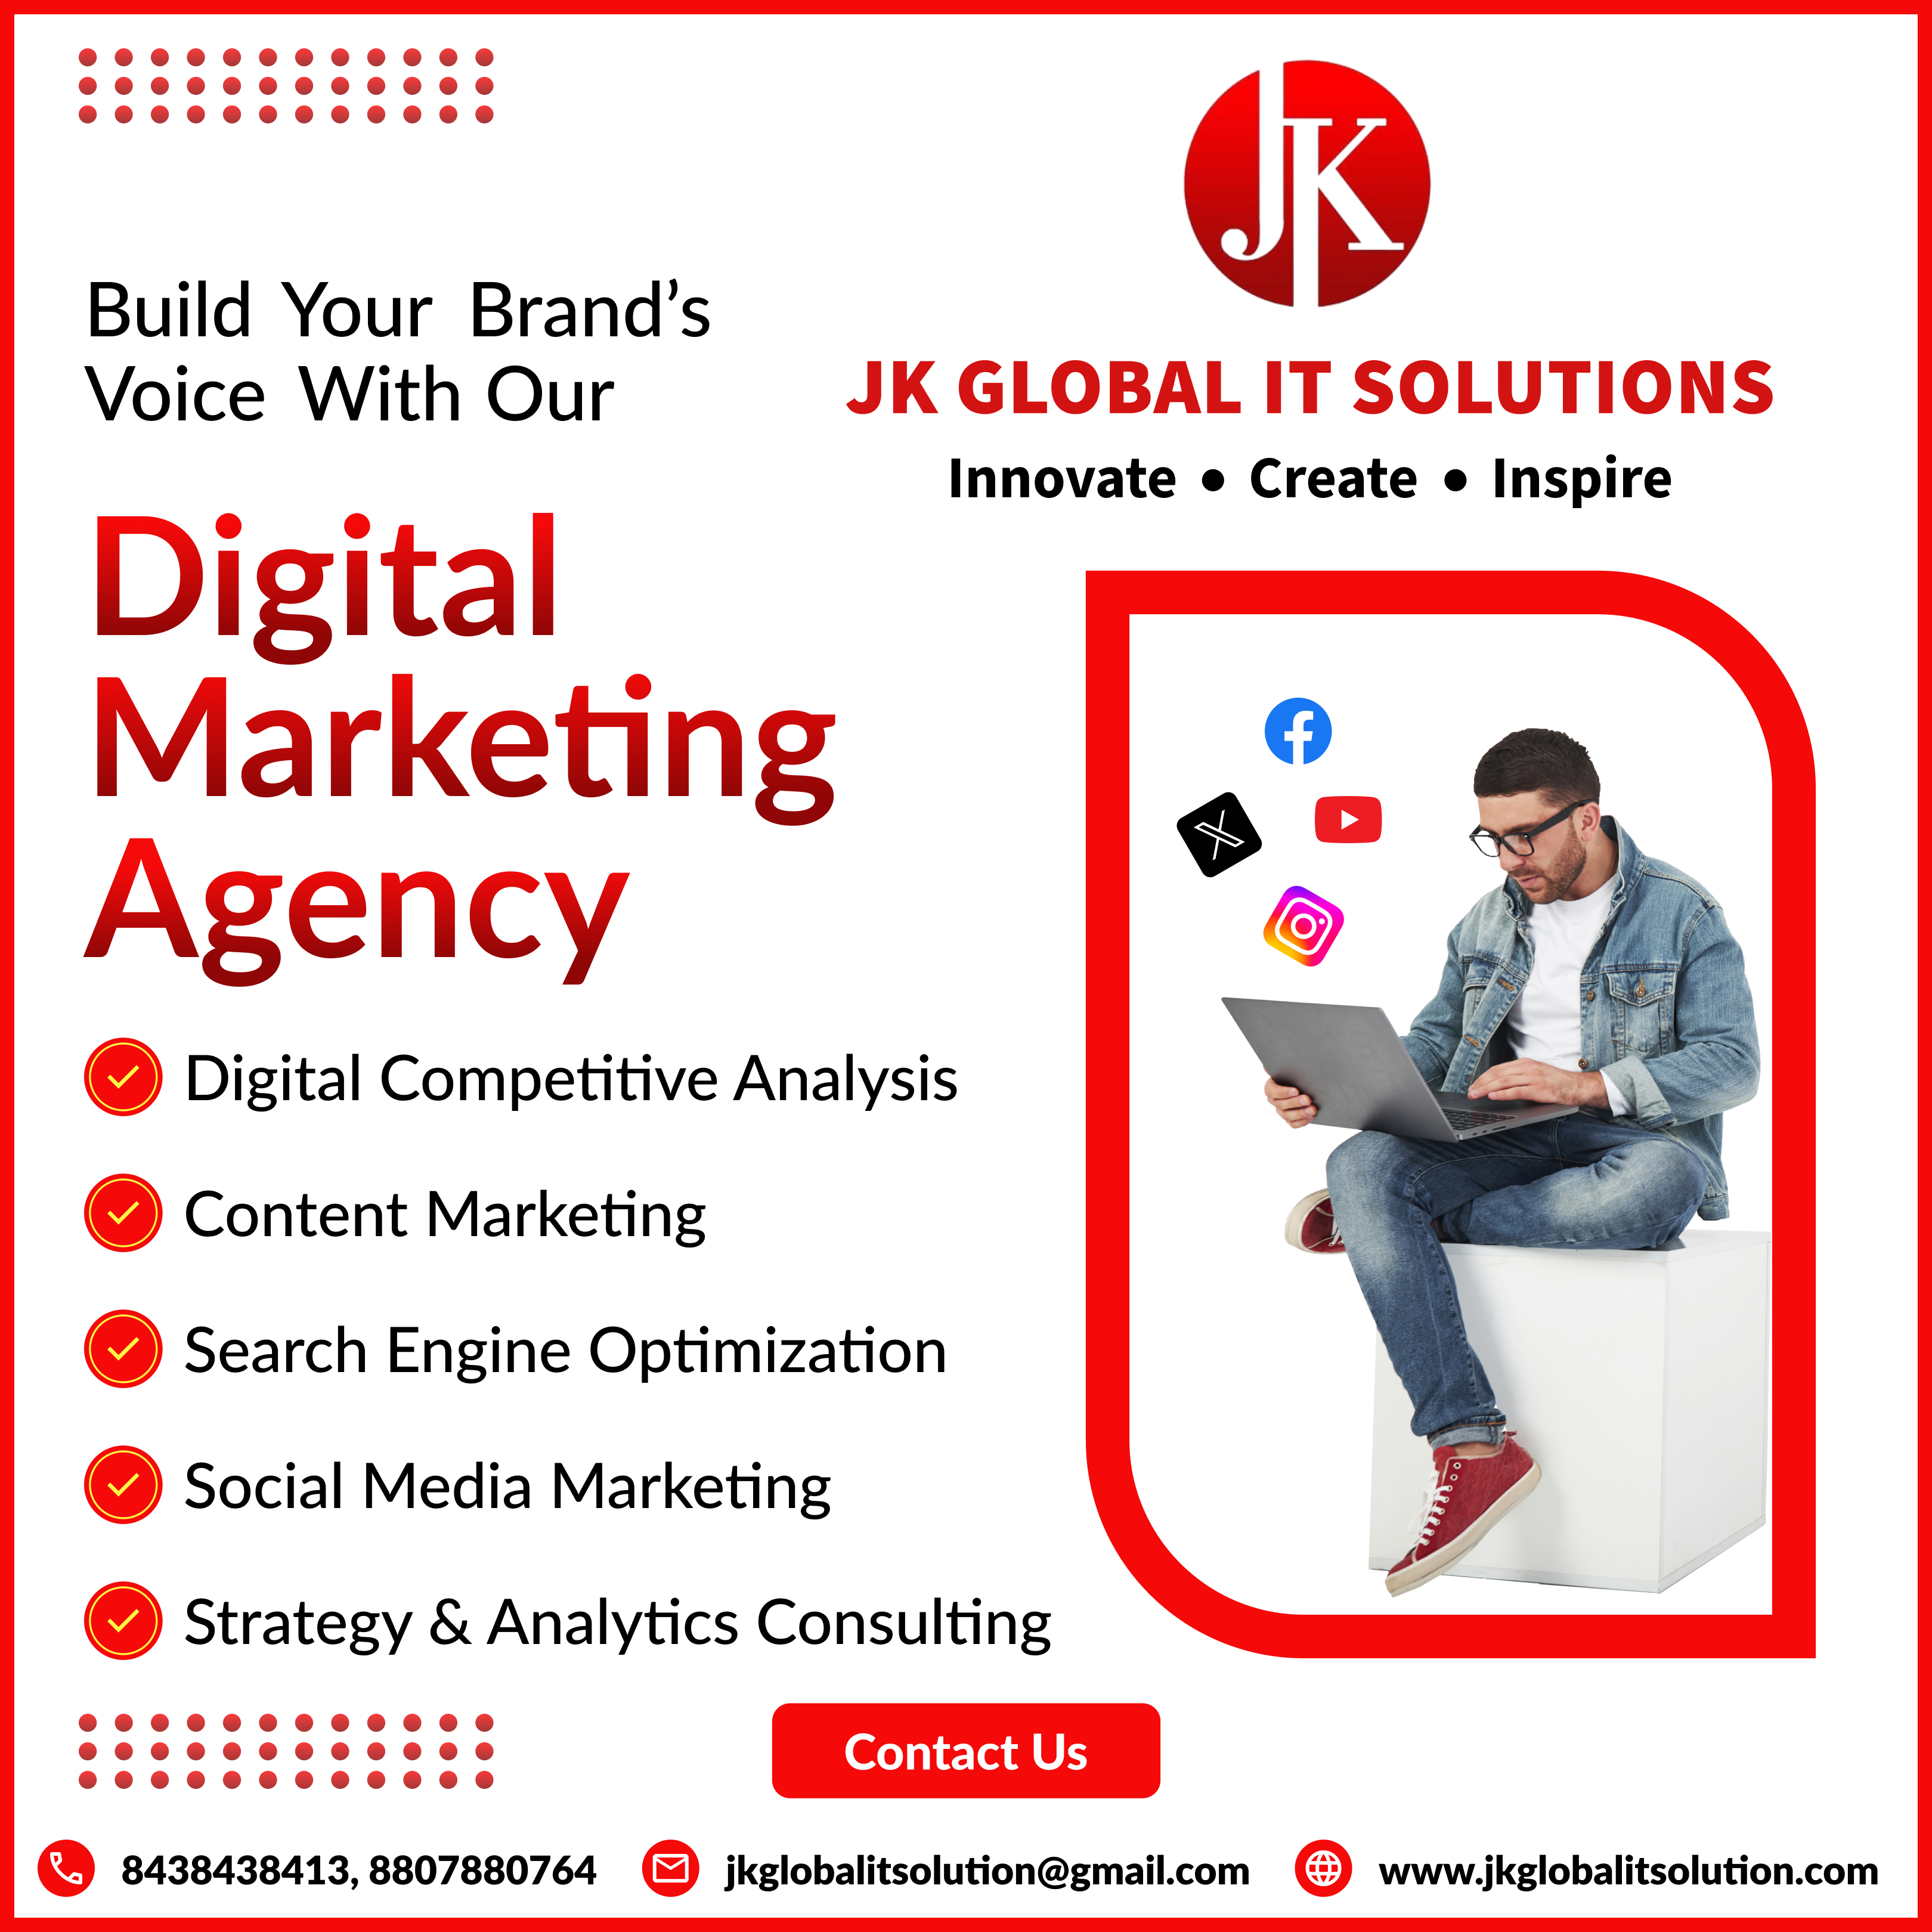 JK
Build Your Brand’s
Voice With Our
JK GLOBAL IT SOLUTIONS
Innovate • Create • Inspire
Digital
Marketing
Agency
Digital Competitive Analysis
Content Marketing
Search Engine Optimization
Social Media Marketing
Strategy & Analytics Consulting
Contact Us
8438438413, 8807880764
jkglobalitsolution@gmail.com
www.jkglobalitsolution.com